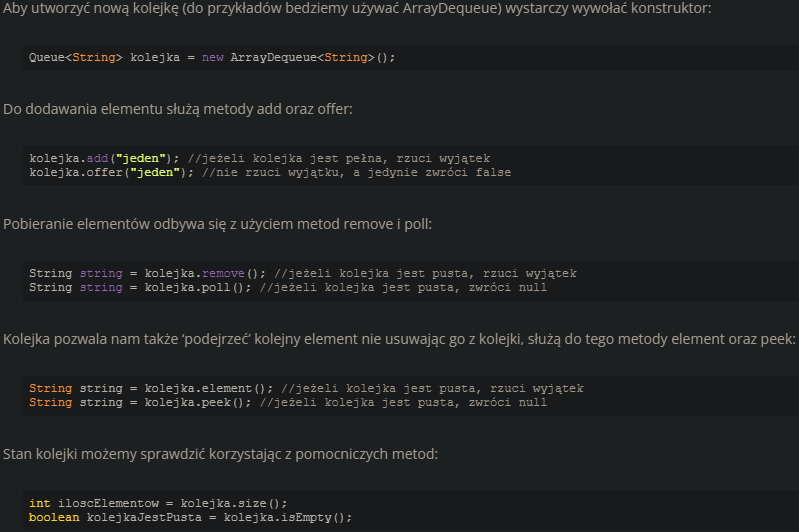 Aby utworzyć nową kolejkę (do przykładów bedziemy używać ArrayDequeue) wystarczy wywołać konstruktor:
Queue<String> kolejka = new ArrayDequeue<String>();
Do dodawania elementu służą metody add oraz offer:
kolejka.add("jeden"); //jeżeli kolejka jest pełna, rzuci wyjątek
kolejka.offer("jeden"); //nie rzuci wyjątku, a jedynie zwróci false
Pobieranie elementów odbywa się z użyciem metod remove i poll:
String string = kolejka.remove(); //jeżeli kolejka jest pusta, rzuci wyjątek
String string = kolejka.poll(); //jeżeli kolejka jest pusta, zwróci null
Kolejka pozwala nam także ‘podejrzeć’ kolejny element nie usuwając go z kolejki, służą do tego metody element oraz peek:
String string = kolejka.element(); //jeżeli kolejka jest pusta, rzuci wyjątek
String string = kolejka.peek(); //jeżeli kolejka jest pusta, zwróci null
Stan kolejki możemy sprawdzić korzystając z pomocniczych metod:
int iloscElementow = kolejka.size();
boolean kolejkaJestPusta = kolejka.isEmpty();